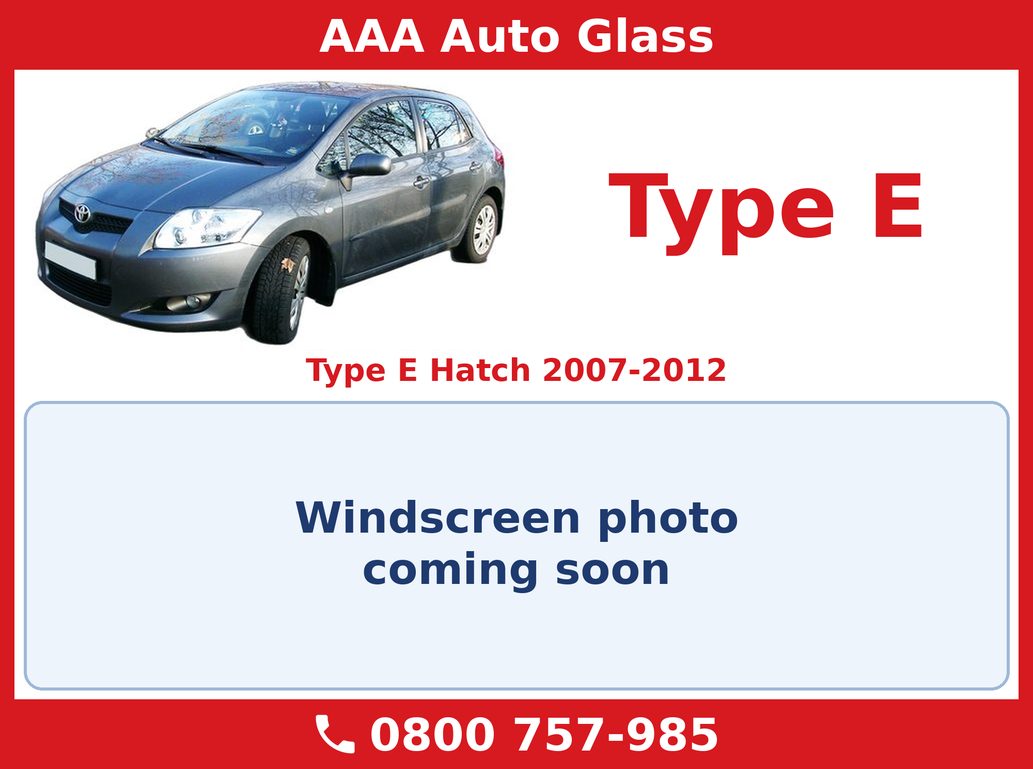 AAA Auto Glass
Type E
Type E Hatch 2007-2012
Windscreen photo
coming soon
0800 757-985